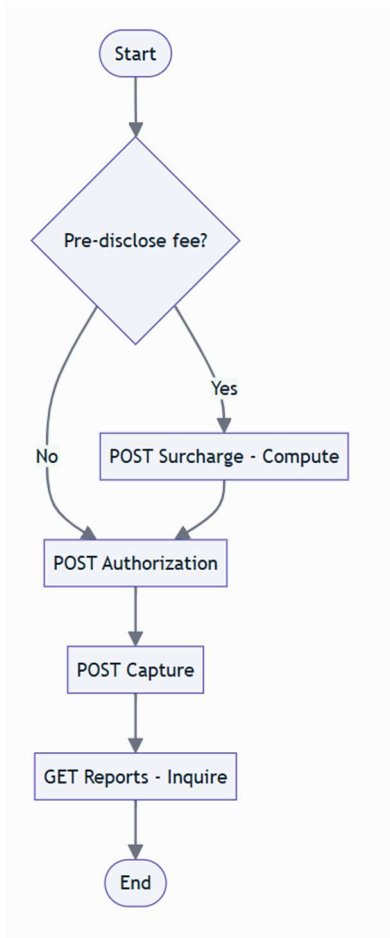 Start
Pre-disclose fee?
Yes
No
POST Surcharge - Compute
POST Authorization
POST Capture
GET Reports - Inquire
End